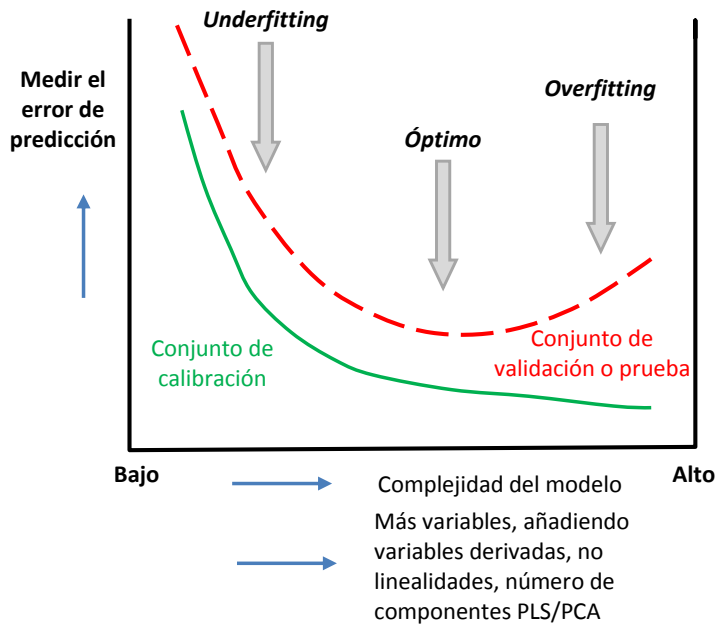 Underfitting
Medir el
error de
predicción
Overfitting
Óptimo
Conjunto de
calibración
Conjunto de
validación o prueba
Bajo
Alto
Complejidad del modelo
Más variables, añadiendo
variables derivadas, no
linealidades, número de
componentes PLS/PCA